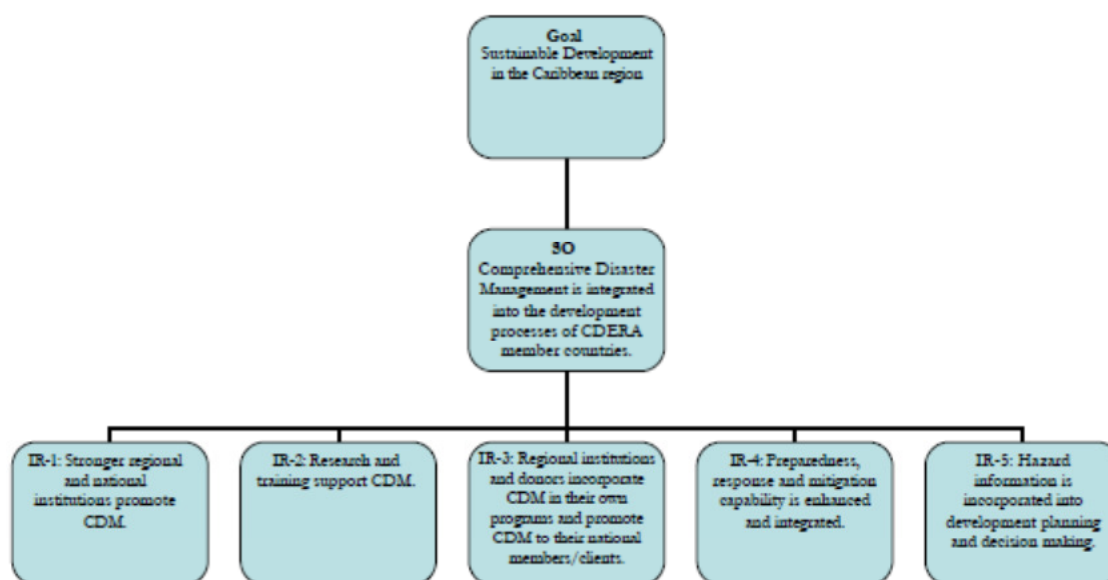 Goal
Sustainable Development
in the Caribbean region
SO
Comprehensive Disaster
Management is integrated
into the development
processes of CDERA
member countries.
IR-1: Stronger regional
and national
institutions promote
CDM.
IR-2: Research and
training support CDM.
IR-3: Regional institutions
and donors incorporate
CDM in their own
programs and promote
CDM to their national
members/clients.
IR-4: Preparedness,
response and mitigation
capability is enhanced
and integrated.
IR-5: Hazard
information is
incorporated into
development planning
and decision making.